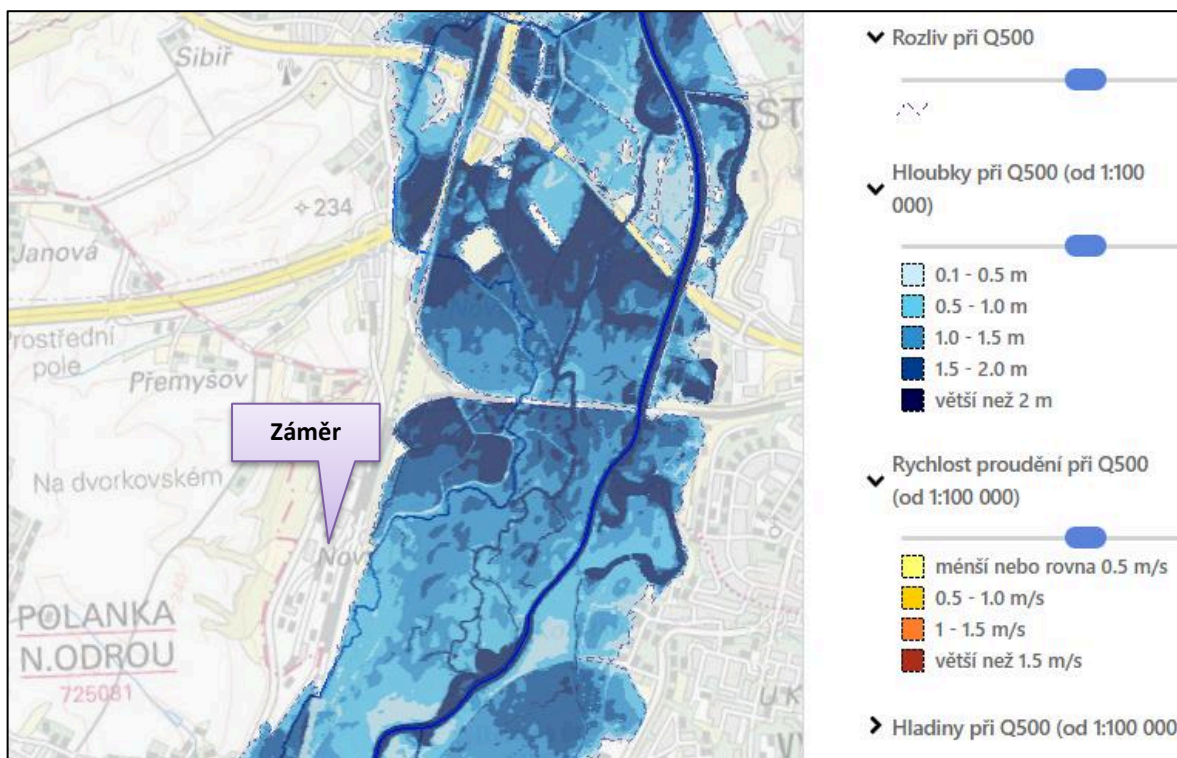 Sibiř
ST
234
Janová
Prostřední
pole
Přemyšov
Záměr
Na dvorkovském
POLANKA
N.ODROU
725081
Rozliv při Q500
Hloubky při Q500 (od 1:100
000)
0.1 - 0.5 m
0.5 - 1.0 m
1.0 - 1.5 m
1.5 - 2.0 m
větší než 2 m
Rychlost proudění při Q500
(od 1:100 000)
ménší nebo rovna 0.5 m/s
0.5 - 1.0 m/s
1 - 1.5 m/s
větší než 1.5 m/s
Hladiny při Q500 (od 1:100 000